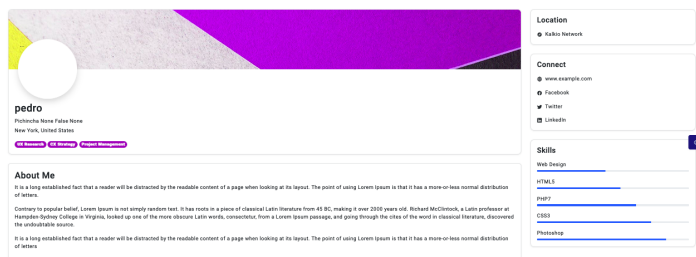 pedro
Pichincha None False None
New York, United States
UX Research CX Strategy Project Management
About Me
It is a long established fact that a reader will be distracted by the readable content of a page when looking at its layout. The point of using Lorem Ipsum is that it has a more-or-less normal distribution
of letters.
Contrary to popular belief, Lorem Ipsum is not simply random text. It has roots in a piece of classical Latin literature from 45 BC, making it over 2000 years old. Richard McClintock, a Latin professor at
Hampden-Sydney College in Virginia, looked up one of the more obscure Latin words, consectetur, from a Lorem Ipsum passage, and going through the cites of the word in classical literature, discovered
the undoubtable source.
It is a long established fact that a reader will be distracted by the readable content of a page when looking at its layout. The point of using Lorem Ipsum is that it has a more-or-less normal distribution
of letters
Location
Kalkio Network
Connect
www.example.com
Facebook
Twitter
LinkedIn
Skills
Web Design
HTML5
PHP7
CSS3
Photoshop